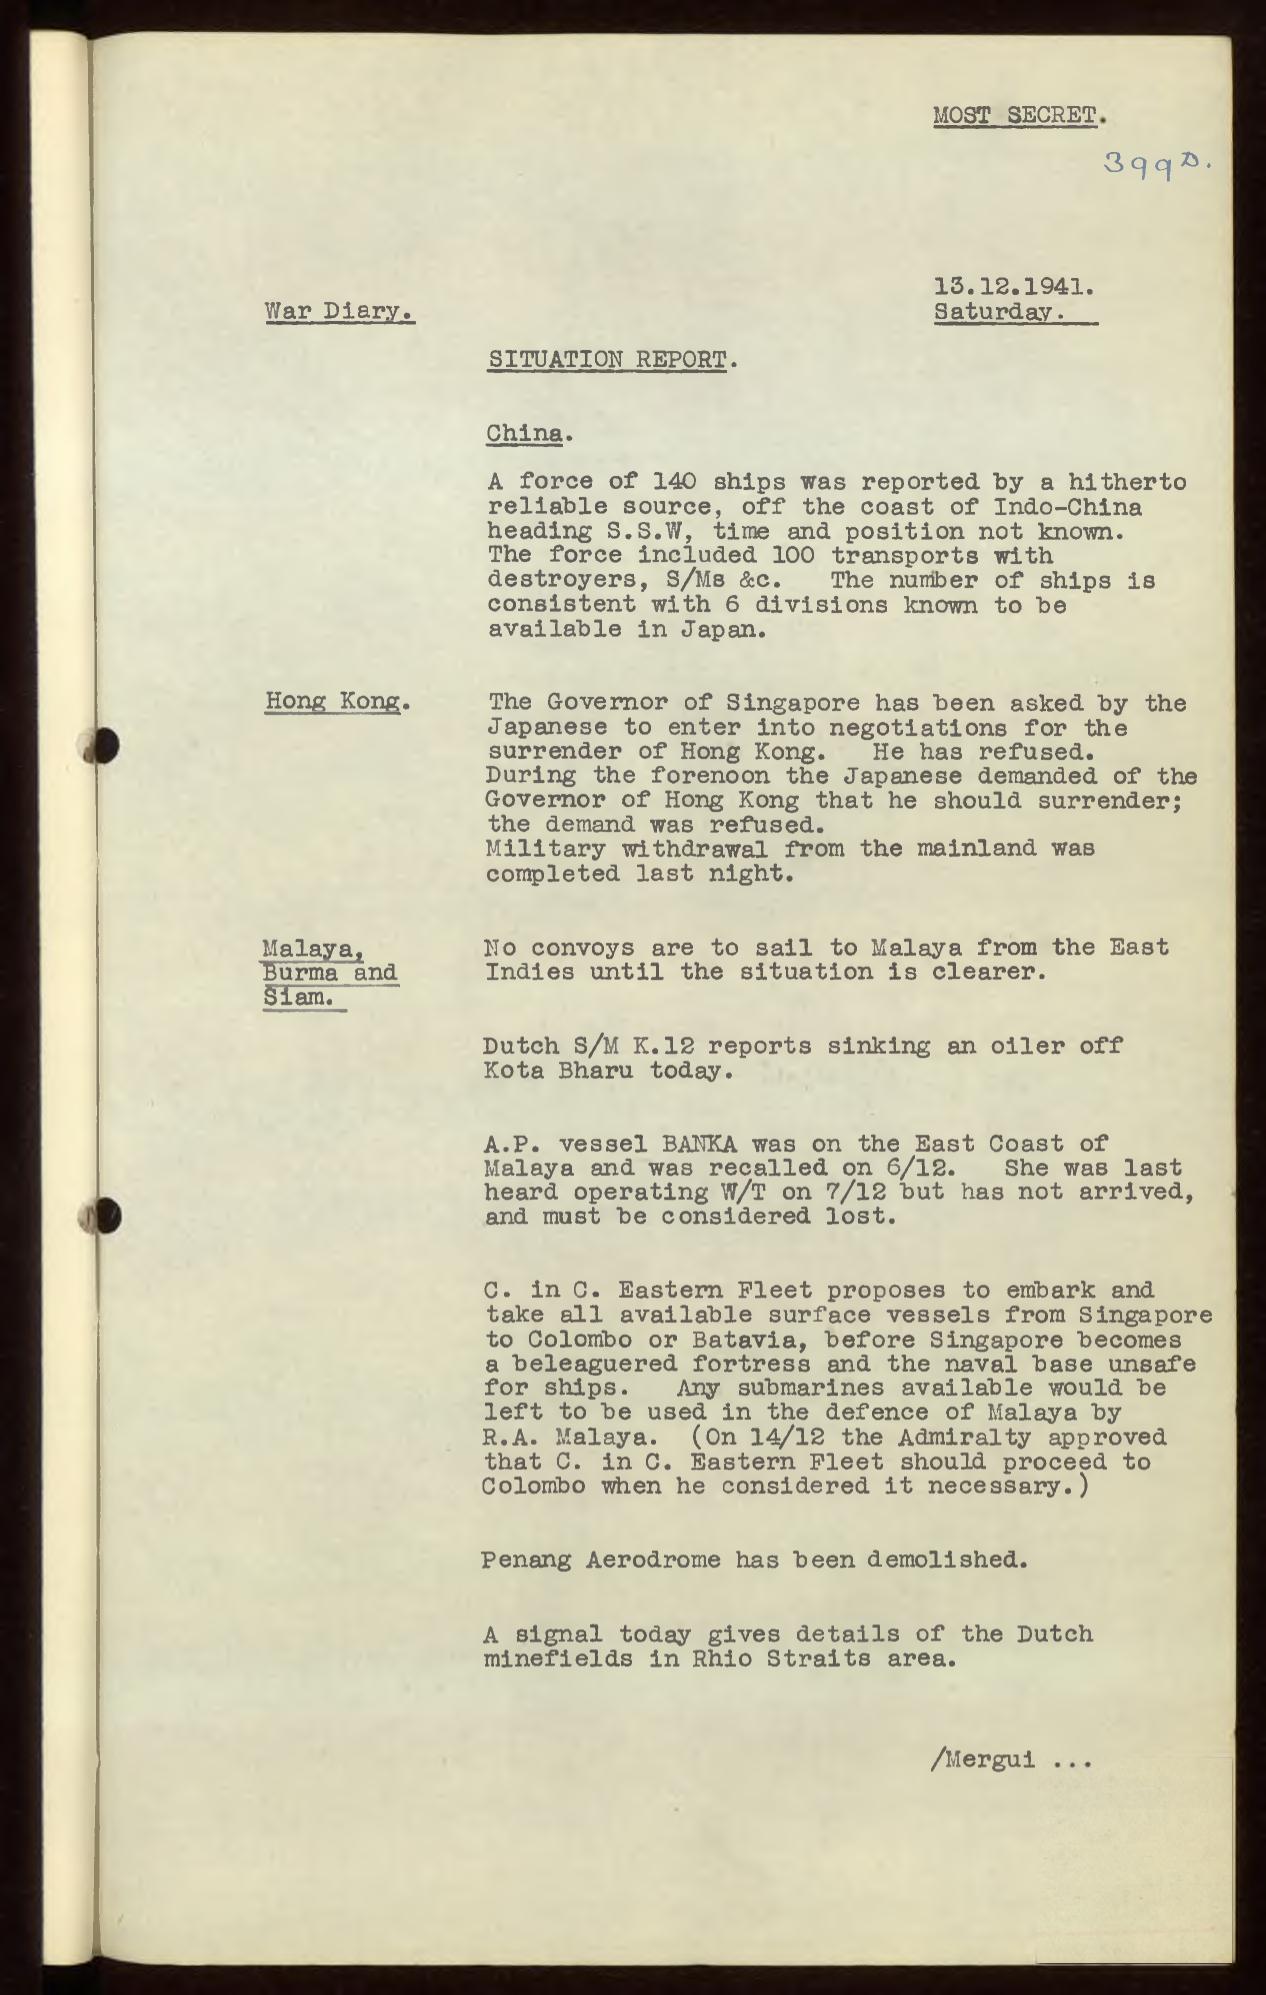 MOST SECRET.
399D.
13.12.1941.
War Diary.
Saturday.
SITUATION REPORT.
China.
A force of 140 ships was reported by a hitherto
reliable source, off the coast of Indo-China
heading S.S.W, time and position not known.
The force included 100 transports with
destroyers, S/Ms &c. The number of ships is
consistent with 6 divisions known to be
available in Japan.
Hong Kong. The Governor of Singapore has been asked by the
Japanese to enter into negotiations for the
surrender of Hong Kong. He has refused.
During the forenoon the Japanese demanded of the
Governor of Hong Kong that he should surrender;
the demand was refused.
Military withdrawal from the mainland was
completed last night.
Malaya, No convoys are to sail to Malaya from the East
Burma and Indies until the situation is clearer.
Siam.
Dutch S/M K.12 reports sinking an oiler off
Kota Bharu today.
A.P. vessel BANKA was on the East Coast of
Malaya and was recalled on 6/12. She was last
heard operating W/T on 7/12 but has not arrived,
and must be considered lost.
C. in C. Eastern Fleet proposes to embark and
take all available surface vessels from Singapore
to Colombo or Batavia, before Singapore becomes
a beleaguered fortress and the naval base unsafe
for ships. Any submarines available would be
left to be used in the defence of Malaya by
R.A. Malaya. (On 14/12 the Admiralty approved
that C. in C. Eastern Fleet should proceed to
Colombo when he considered it necessary.)
Penang Aerodrome has been demolished.
A signal today gives details of the Dutch
minefields in Rhio Straits area.
/Mergui ...